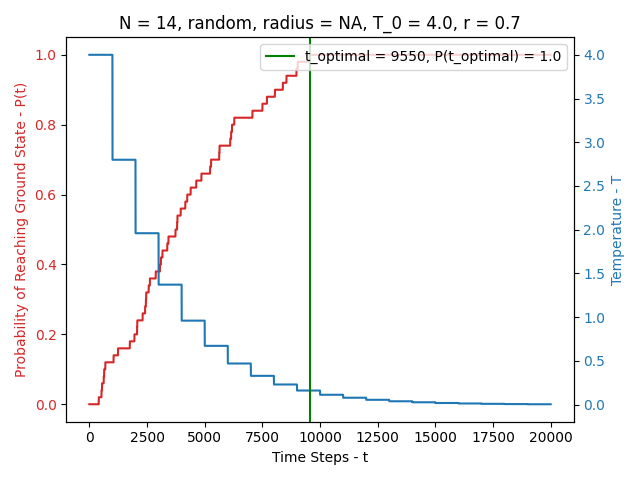 N = 14, random, radius = NA, T_0 = 4.0, r = 0.7
t_optimal = 9550, P(t_optimal) = 1.0
Probability of Reaching Ground State - P(t)
1.0
0.8
0.6
0.4
0.2
0.0
4.0
3.5
3.0
2.5
2.0
1.5
1.0
0.5
0.0
Temperature - T
0 2500 5000 7500 10000 12500 15000 17500 20000
Time Steps - t